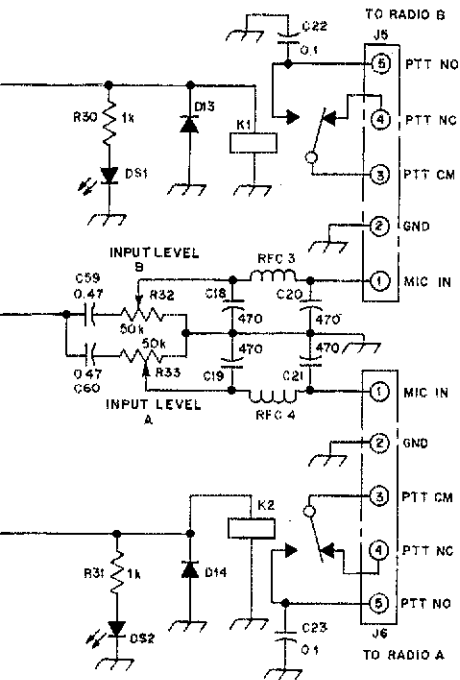 TO RADIO B
J5
C22
0.1
5 PTT NO
R30 1k
D13
K1
4 PTT NC
DS1
3 PTT CM
2 GND
INPUT LEVEL
B
RFC 3
C59
0.47
R32
50k
C18
470
C20
470
1 MIC IN
0.47
C60
50k
R33
470
C19
470
C21
1 MIC IN
INPUT LEVEL
A
RFC 4
2 GND
3 PTT CM
K2
4 PTT NC
R31 1k
D14
5 PTT NO
DS2
C23
0.1
J6
TO RADIO A